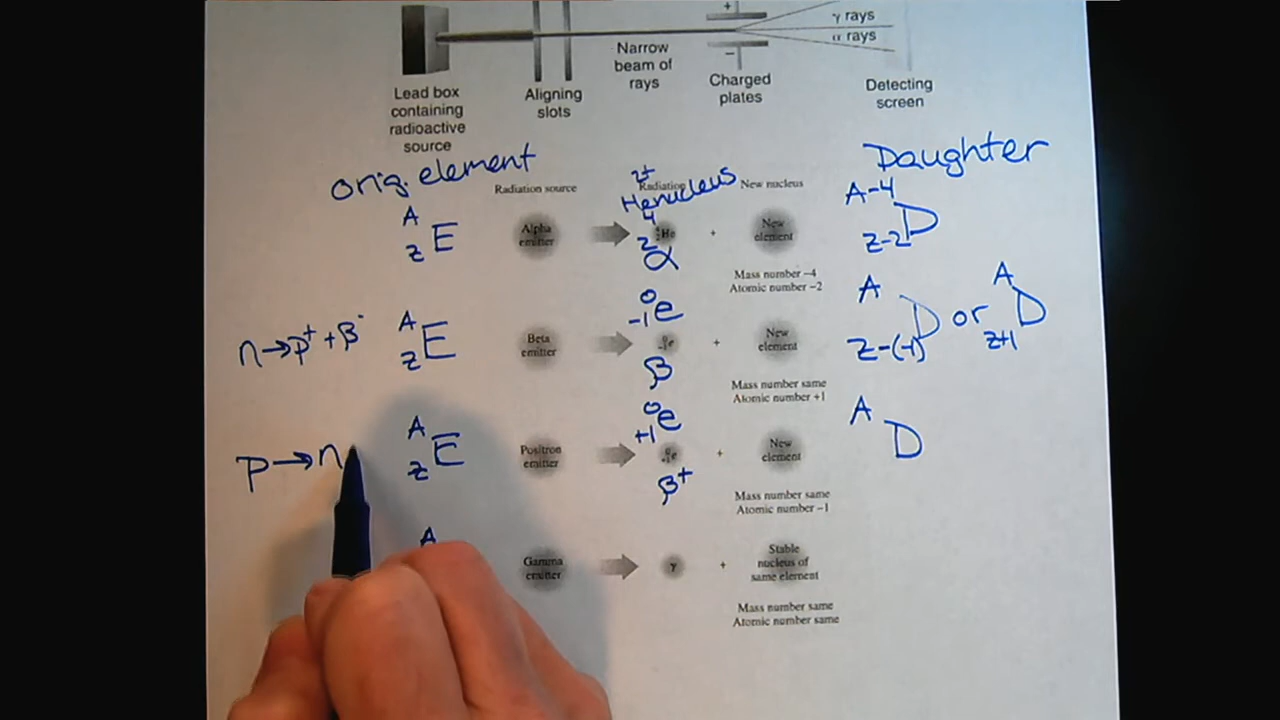 +
γ rays
α rays
−
Narrow
beam of
rays
Charged
plates
Lead box
containing
radioactive
source
Aligning
slots
Detecting
screen
orig. element
Daughter
Radiation source
Radiation
New nucleus
2+
He nucleus
A
Z E
Alpha
emitter
4
2 He
α
+
New
element
A-4
Z-2 D
Mass number −4
Atomic number −2
n→p⁺ + β⁻
A
Z E
Beta
emitter
0
-1 e
β
+
New
element
A
Z-(-1) D or
A
Z+1 D
Mass number same
Atomic number +1
p→n
A
Z E
Positron
emitter
0
+1 e
β⁺
+
New
element
A
D
Mass number same
Atomic number −1
A
Gamma
emitter
γ
+
Stable
nucleus of
same element
Mass number same
Atomic number same